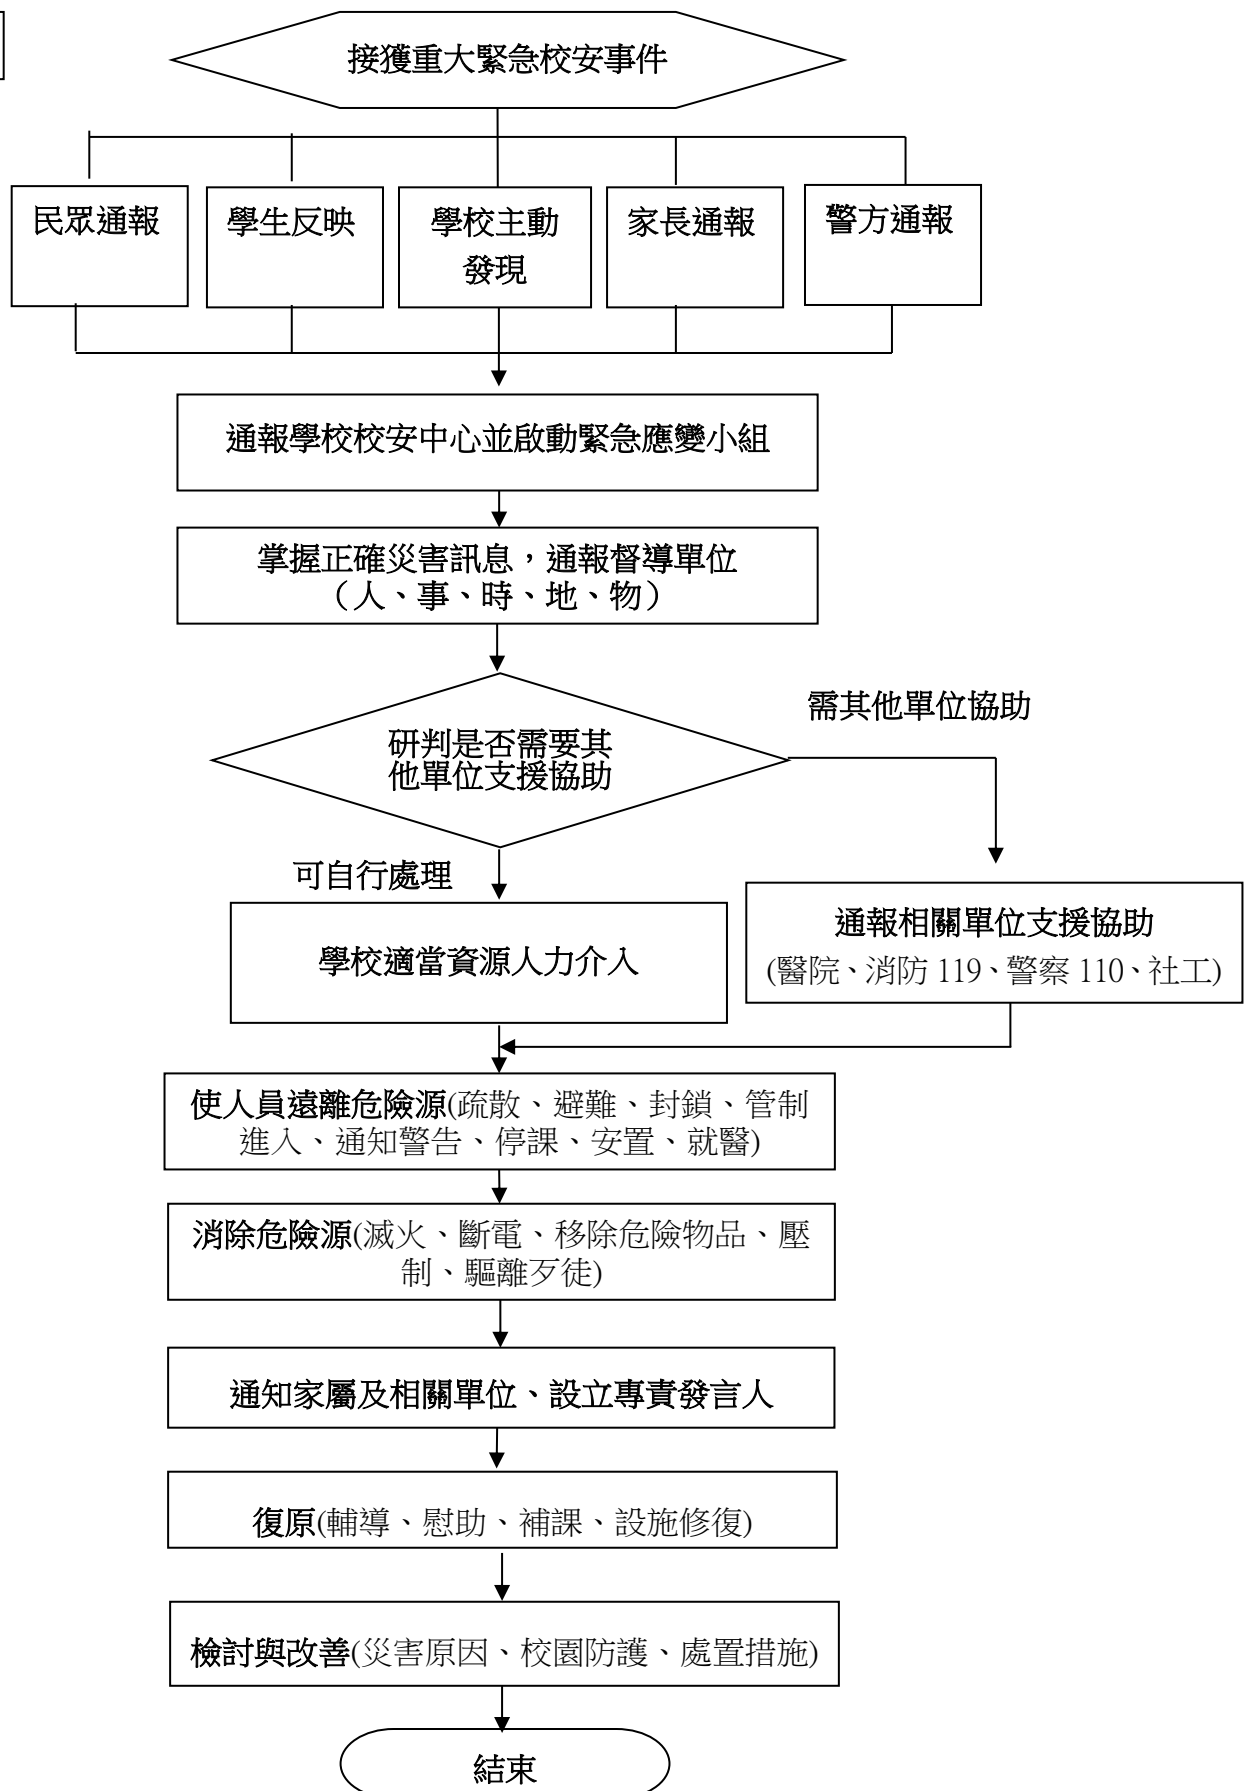 接獲重大緊急校安事件
民眾通報
學生反映
學校主動
發現
家長通報
警方通報
通報學校校安中心並啟動緊急應變小組
掌握正確災害訊息，通報督導單位
（人、事、時、地、物）
研判是否需要其
他單位支援協助
需其他單位協助
可自行處理
學校適當資源人力介入
通報相關單位支援協助
(醫院、消防 119、警察 110、社工)
使人員遠離危險源(疏散、避難、封鎖、管制
進入、通知警告、停課、安置、就醫)
消除危險源(滅火、斷電、移除危險物品、壓
制、驅離歹徒)
通知家屬及相關單位、設立專責發言人
復原(輔導、慰助、補課、設施修復)
檢討與改善(災害原因、校園防護、處置措施)
結束